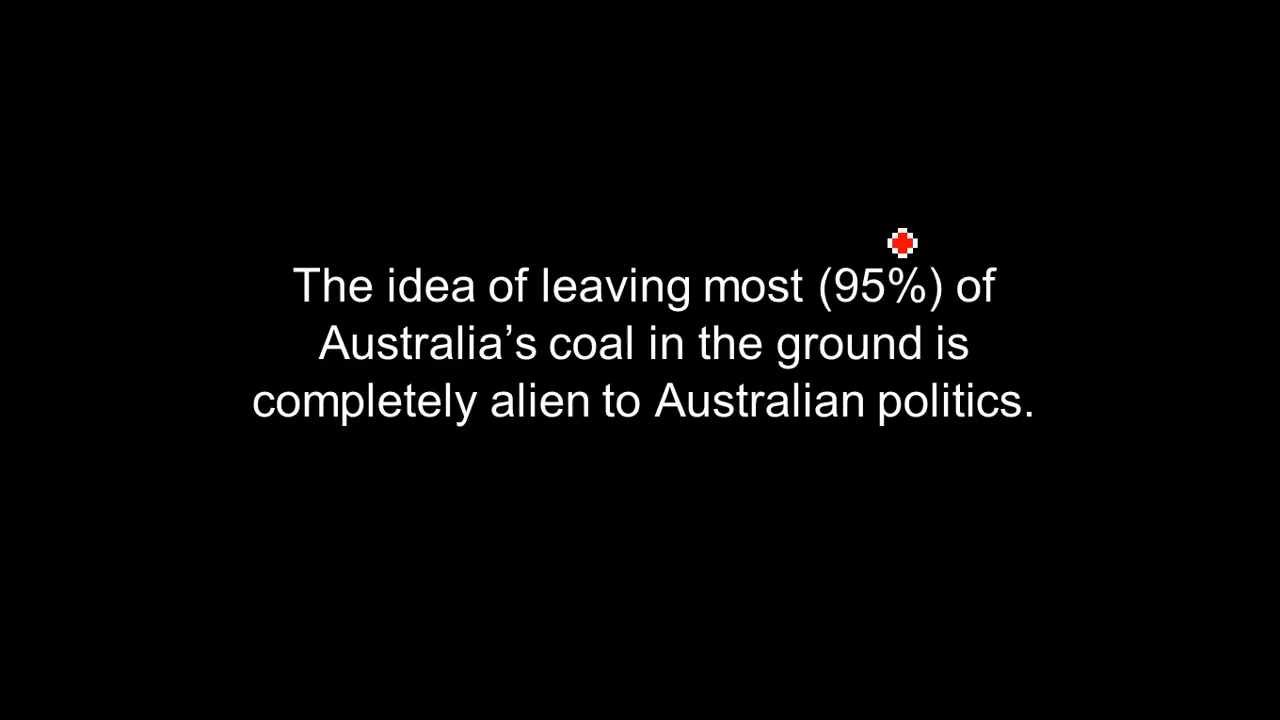 The idea of leaving most (95%) of
Australia’s coal in the ground is
completely alien to Australian politics.